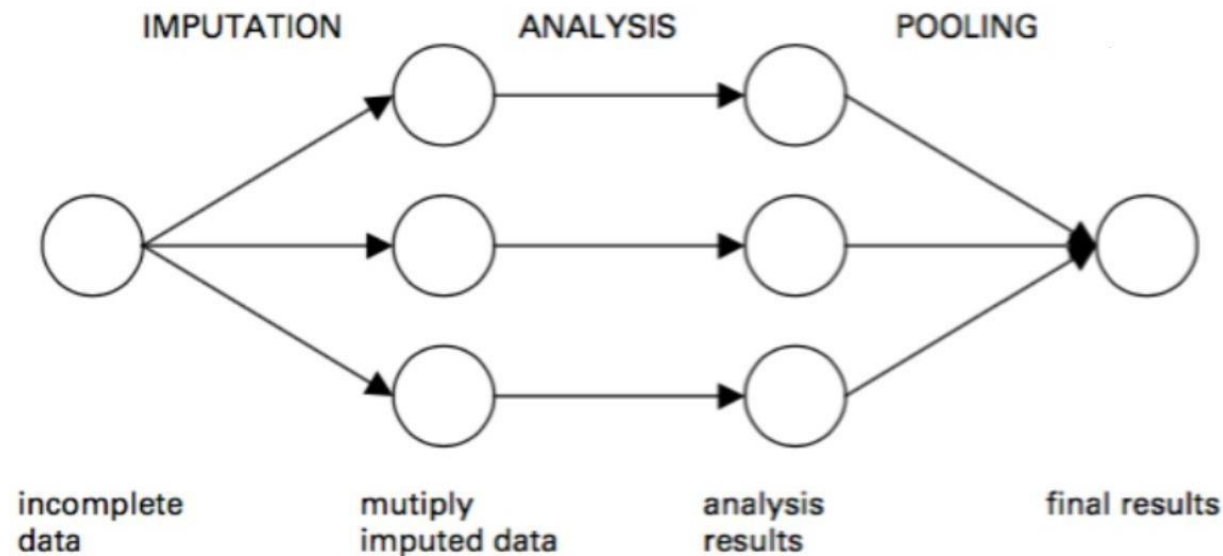 IMPUTATION ANALYSIS POOLING
incomplete data
mutiply imputed data
analysis results
final results